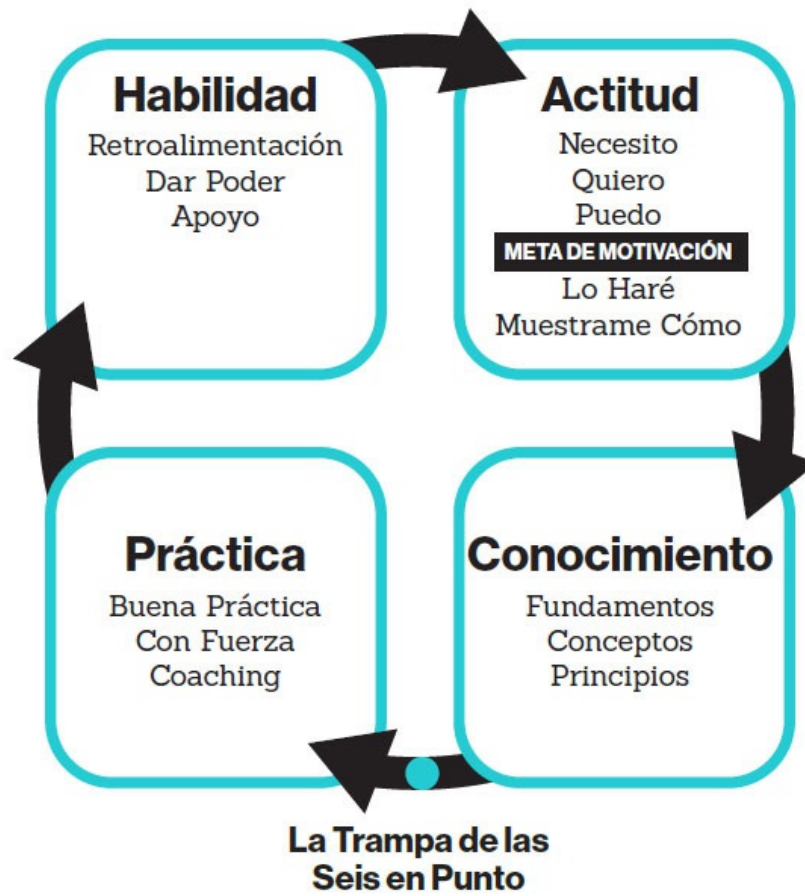 Habilidad
Retroalimentación
Dar Poder
Apoyo
Actitud
Necesito
Quiero
Puedo
META DE MOTIVACIÓN
Lo Haré
Muestrame Cómo
Práctica
Buena Práctica
Con Fuerza
Coaching
Conocimiento
Fundamentos
Conceptos
Principios
La Trampa de las
Seis en Punto